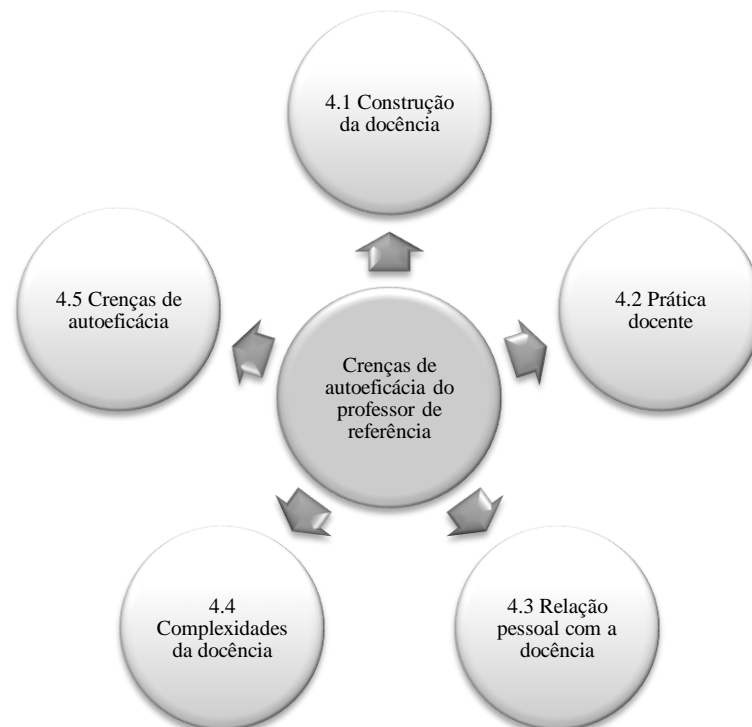 4.1 Construção
da docência
4.5 Crenças de
autoeficácia
4.2 Prática
docente
Crenças de
autoeficácia do
professor de
referência
4.4
Complexidades
da docência
4.3 Relação
pessoal com a
docência